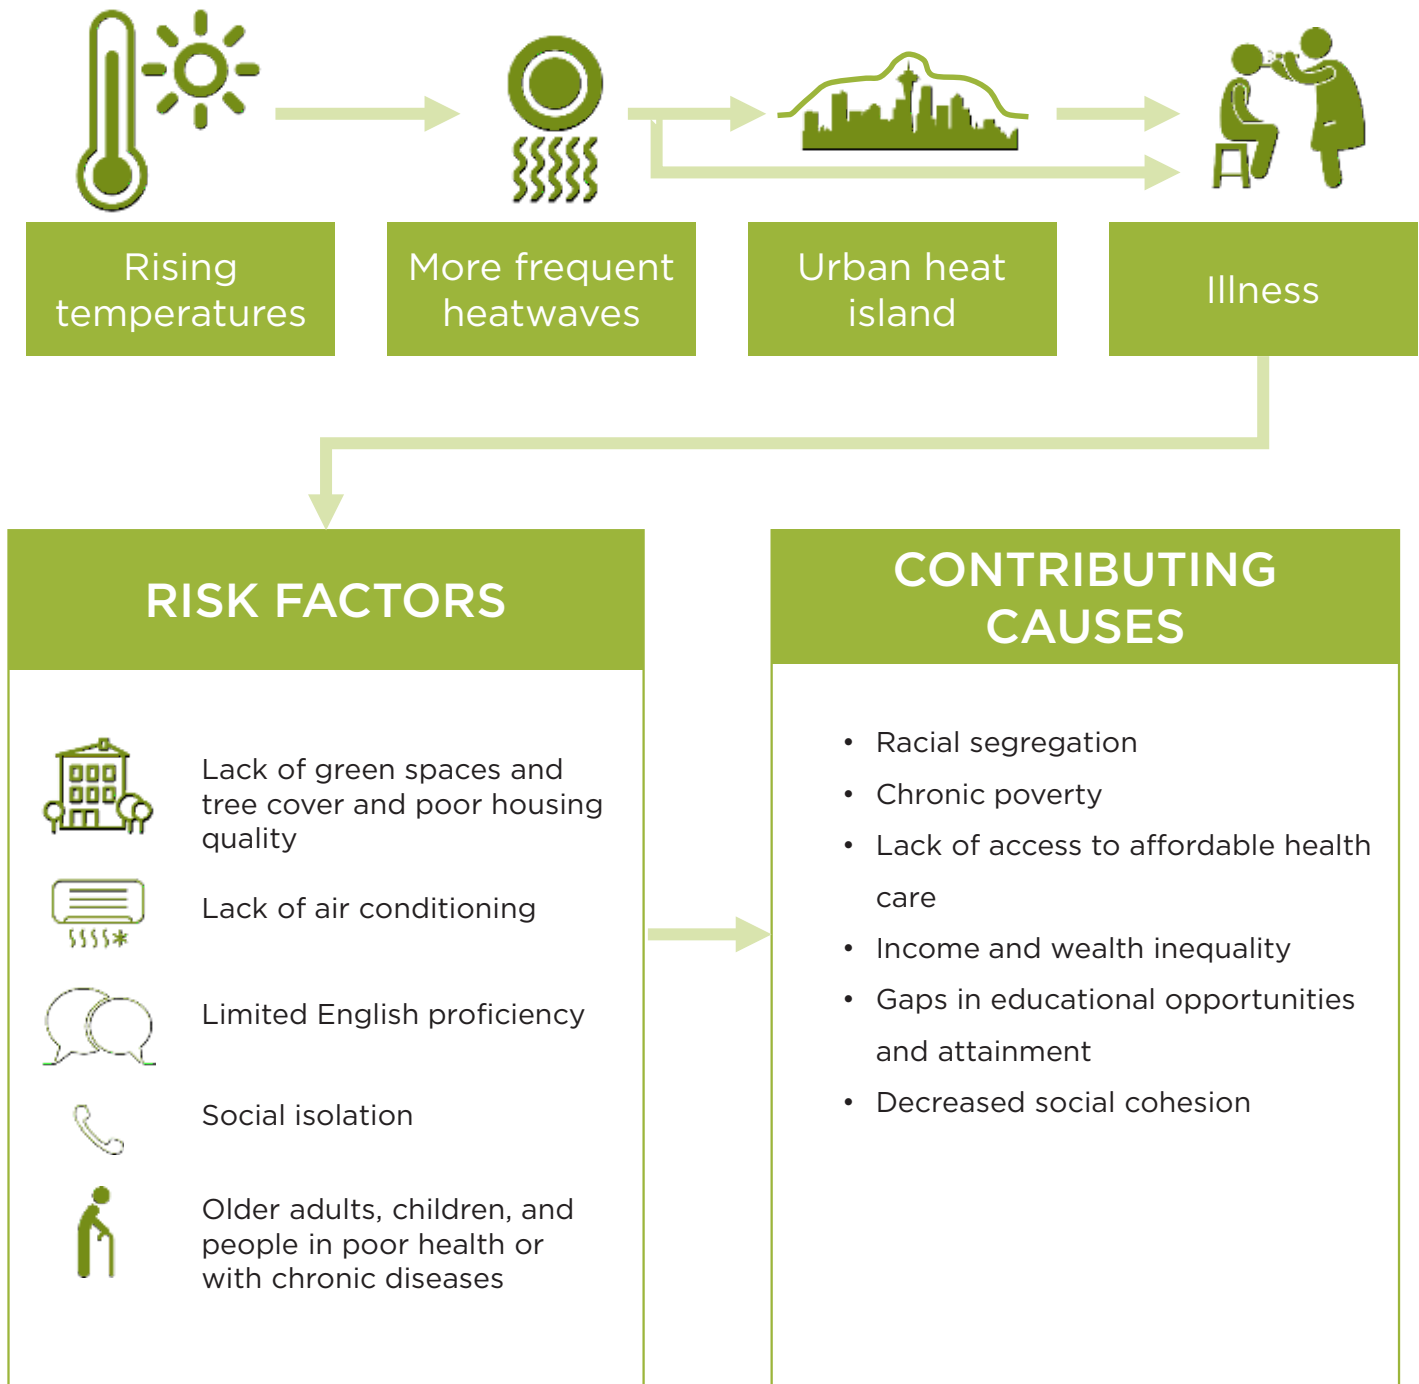 Rising
temperatures
More frequent
heatwaves
Urban heat
island
Illness
RISK FACTORS
Lack of green spaces and
tree cover and poor housing
quality
Lack of air conditioning
Limited English proficiency
Social isolation
Older adults, children, and
people in poor health or
with chronic diseases
CONTRIBUTING
CAUSES
• Racial segregation
• Chronic poverty
• Lack of access to affordable health
care
• Income and wealth inequality
• Gaps in educational opportunities
and attainment
• Decreased social cohesion